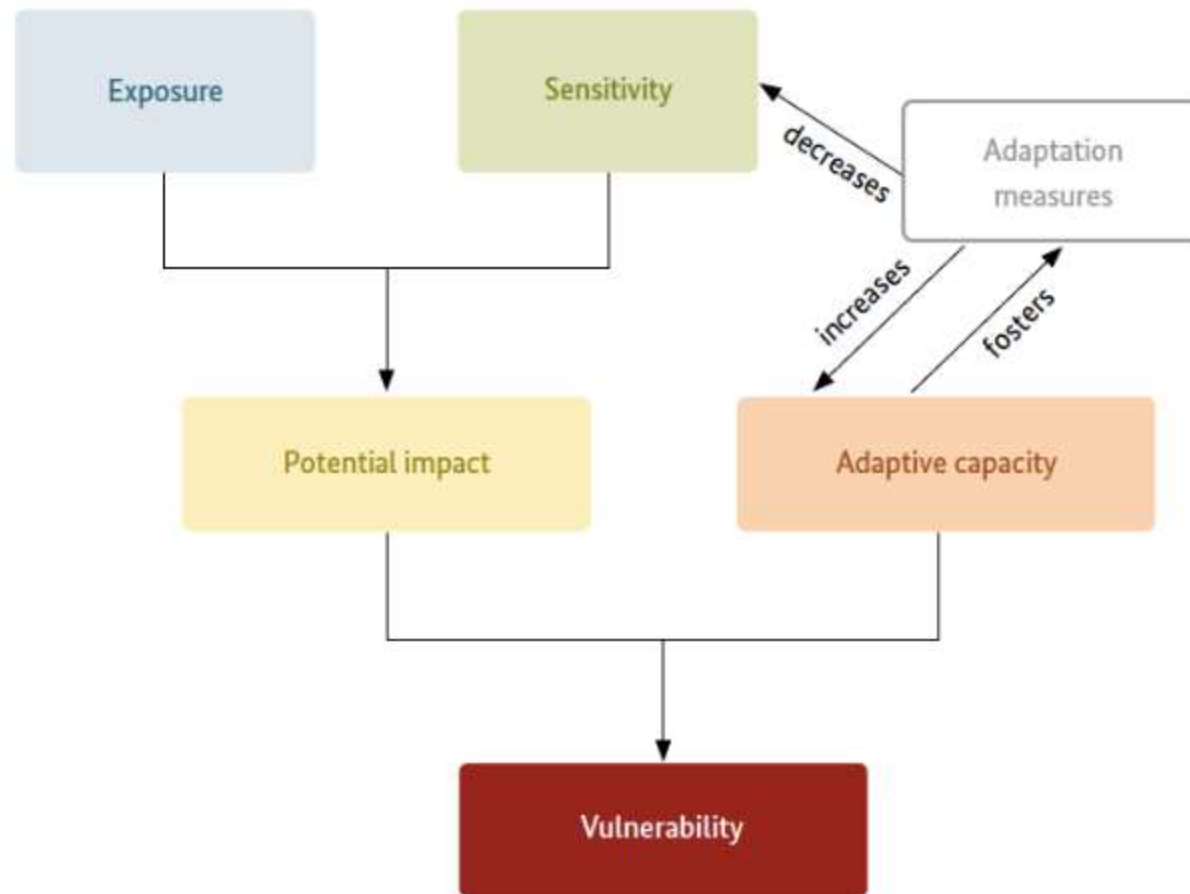 Exposure
Sensitivity
decreases
Adaptation
measures
increases
fosters
Potential impact
Adaptive capacity
Vulnerability